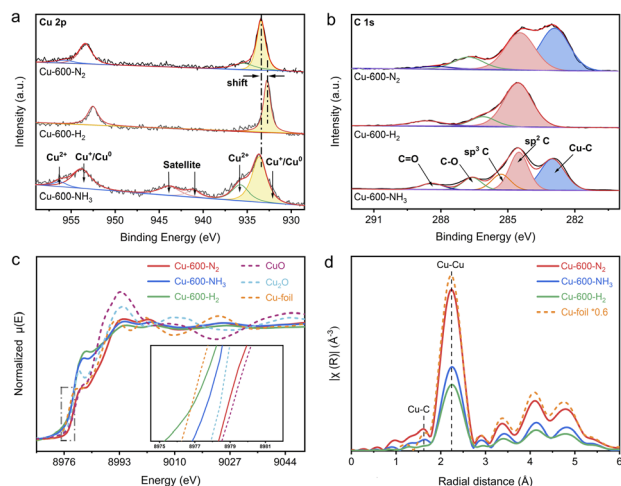 a
Cu 2p
Cu-600-N₂
shift
Cu-600-H₂
Cu²⁺
Cu⁺/Cu⁰
Satellite
Cu²⁺
Cu⁺/Cu⁰
Cu-600-NH₃
Intensity (a.u.)
955 950 945 940 935 930
Binding Energy (eV)
b
C 1s
Cu-600-N₂
Cu-600-H₂
C=O
C-O
sp³ C
sp² C
Cu-C
Cu-600-NH₃
Intensity (a.u.)
291 288 285 282
Binding Energy (eV)
c
Cu-600-N₂
Cu-600-NH₃
Cu-600-H₂
CuO
Cu₂O
Cu-foil
8975 8977 8979 8981
Normalized μ(E)
8976 8993 9010 9027 9044
Energy (eV)
d
Cu-Cu
Cu-600-N₂
Cu-600-NH₃
Cu-600-H₂
Cu-foil *0.6
Cu-C
|χ (R)| (Å⁻³)
0 1 2 3 4 5 6
Radial distance (Å)